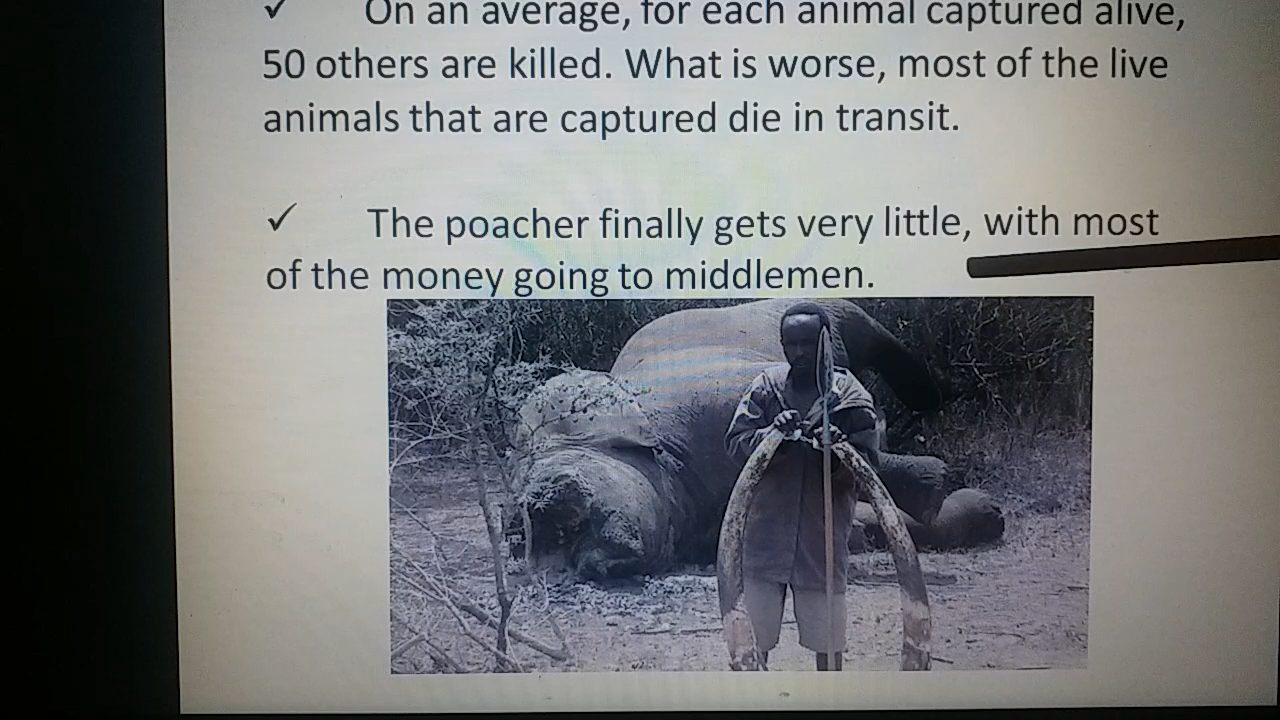 ✓ On an average, for each animal captured alive,
50 others are killed. What is worse, most of the live
animals that are captured die in transit.
✓ The poacher finally gets very little, with most
of the money going to middlemen.